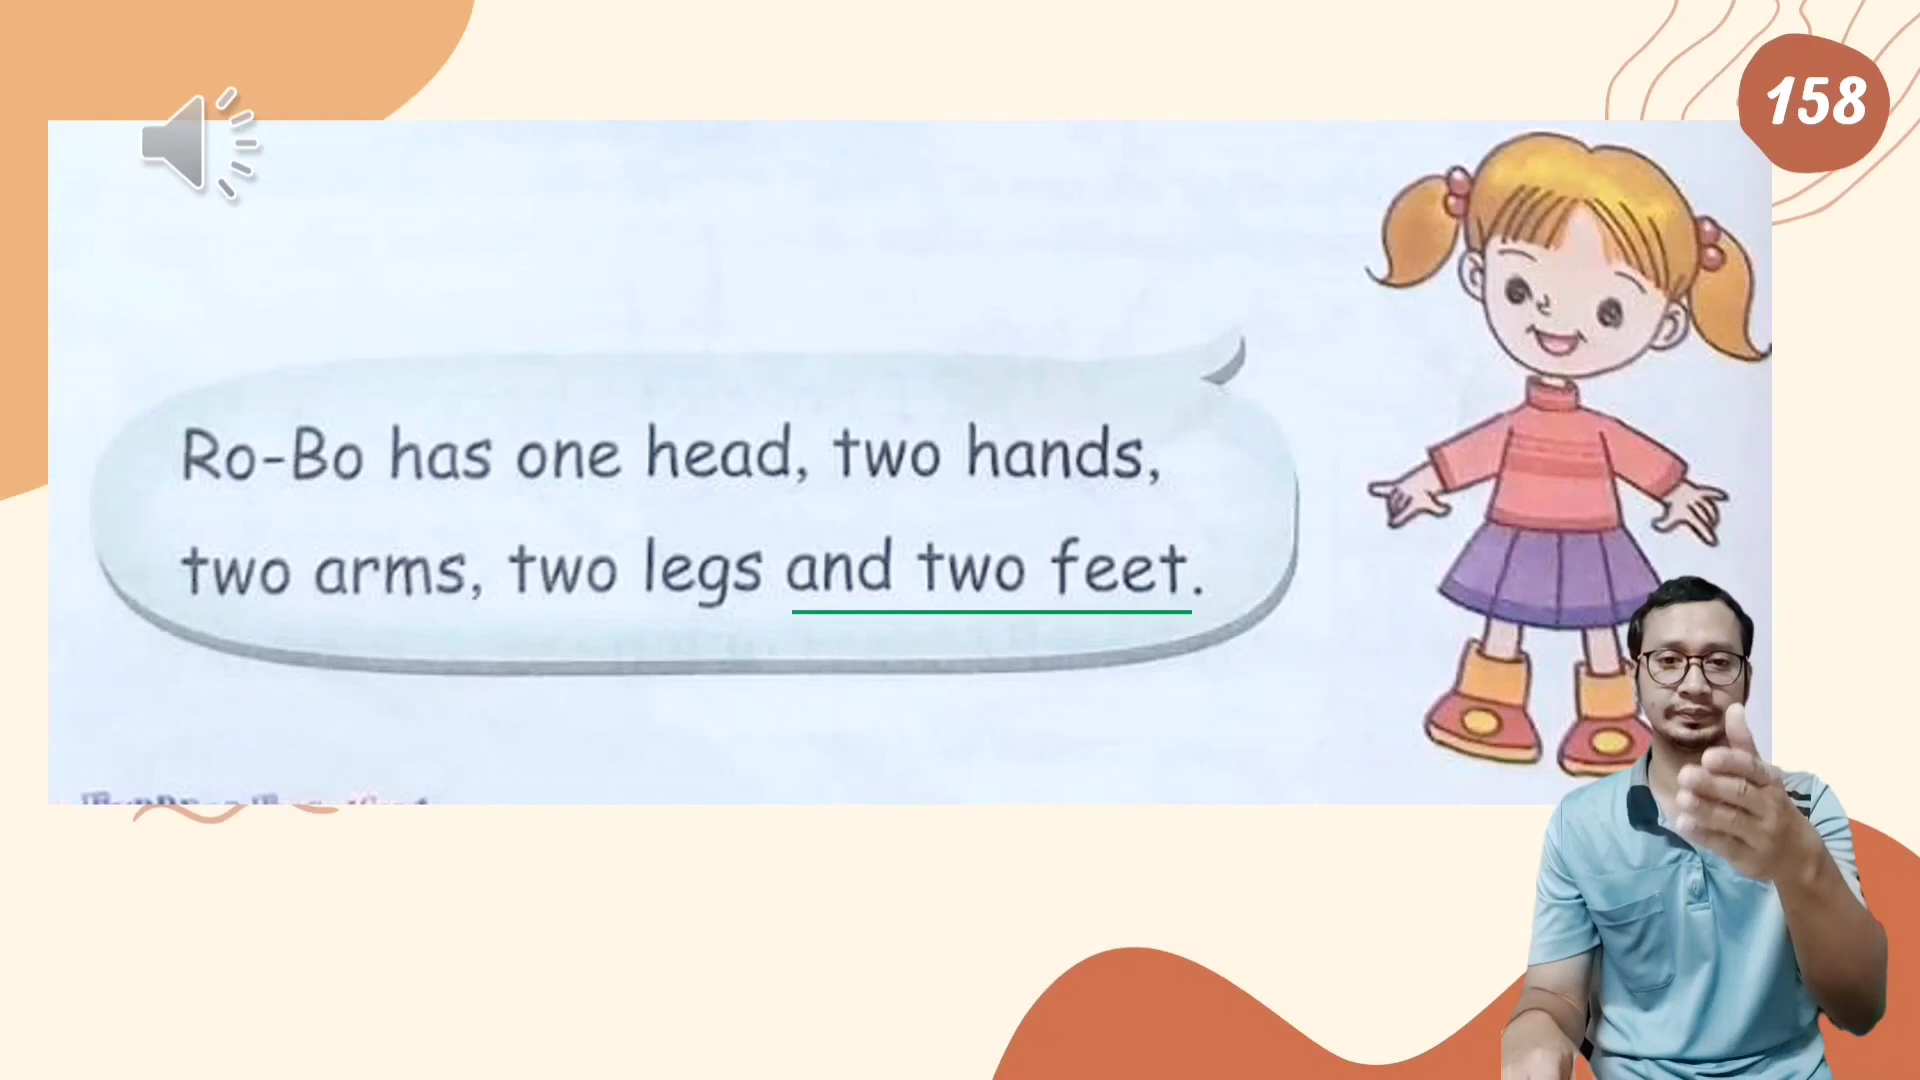 158
Ro-Bo has one head, two hands,
two arms, two legs and two feet.